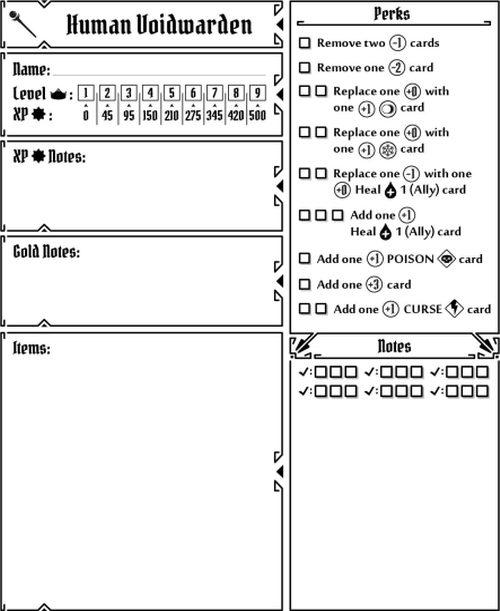 Human Voidwarden
Name:
Level :
1 2 3 4 5 6 7 8 9
XP :
0 45 95 150 210 275 345 420 500
XP Notes:
Gold Notes:
Items:
Perks
Remove two -1 cards
Remove one -2 card
Replace one +0 with
one +1 card
Replace one +0 with
one +1 card
Replace one -1 with one
+0 Heal 1 (Ally) card
Add one +1
Heal 1 (Ally) card
Add one +1 POISON card
Add one +3 card
Add one +1 CURSE card
Notes
✓: ✓: ✓:
✓: ✓: ✓: